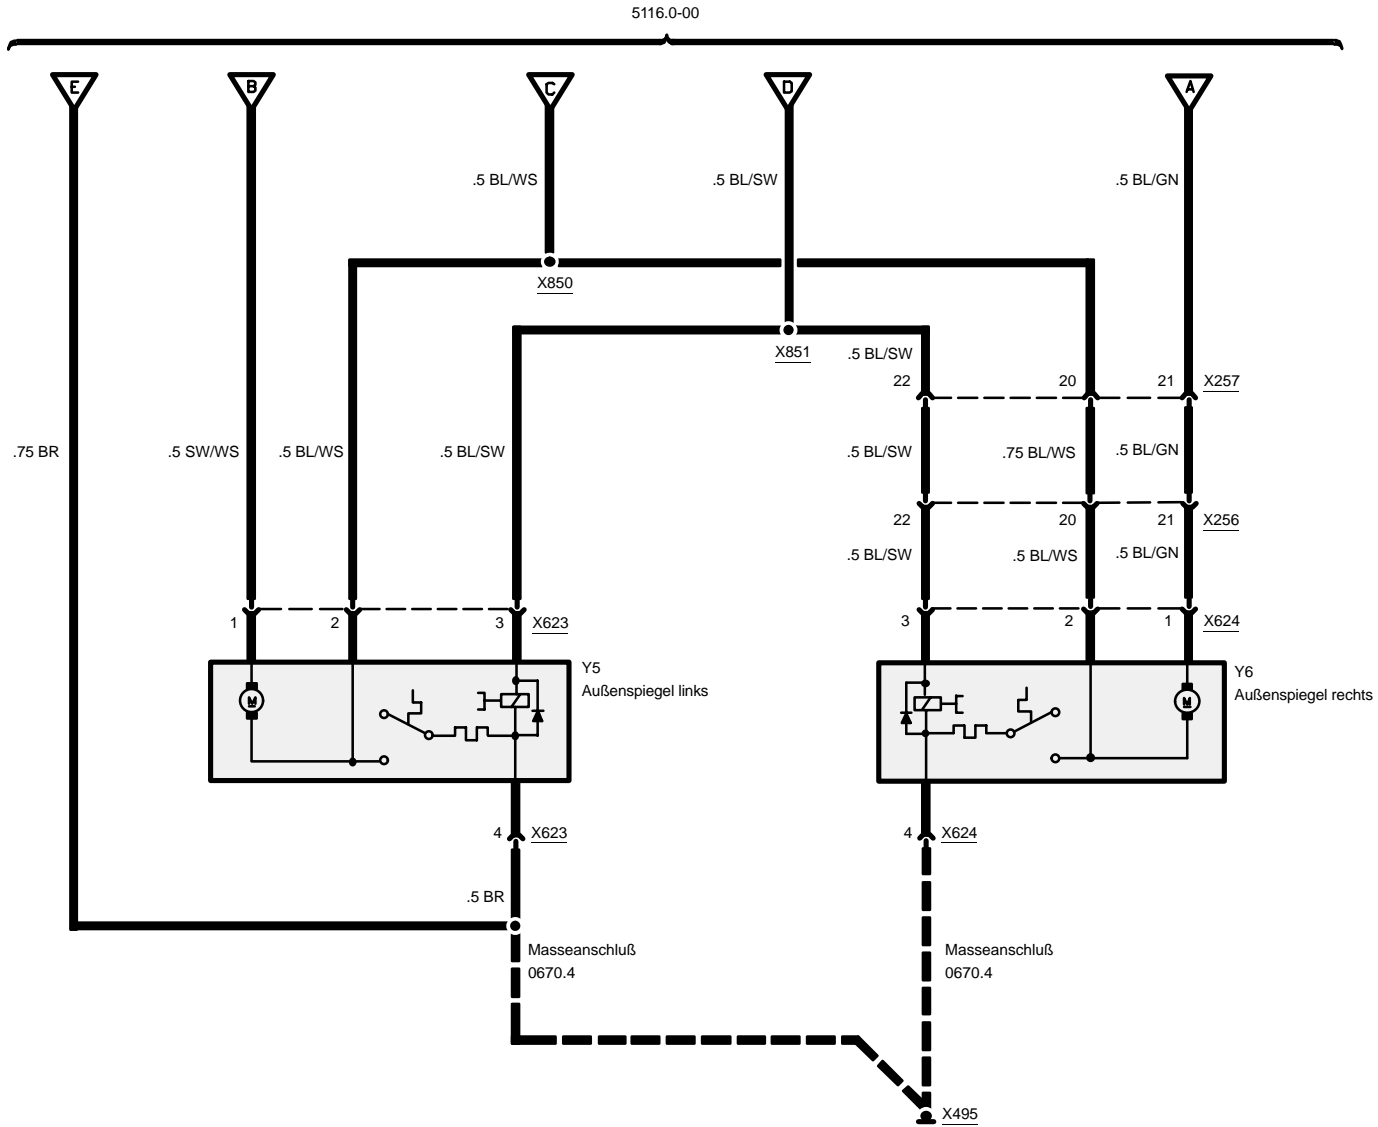 5116.0-00
E B C D A
.5 BL/WS .5 BL/SW .5 BL/GN
X850
X851 .5 BL/SW
22 20 21 X257
.75 BR .5 SW/WS .5 BL/WS .5 BL/SW .5 BL/SW .75 BL/WS .5 BL/GN
22 20 21 X256
.5 BL/SW .5 BL/WS .5 BL/GN
1 2 3 X623 3 2 1 X624
Y5
Außenspiegel links
M
Y6
Außenspiegel rechts
M
4 X623 4 X624
.5 BR
Masseanschluß
0670.4
Masseanschluß
0670.4
X495